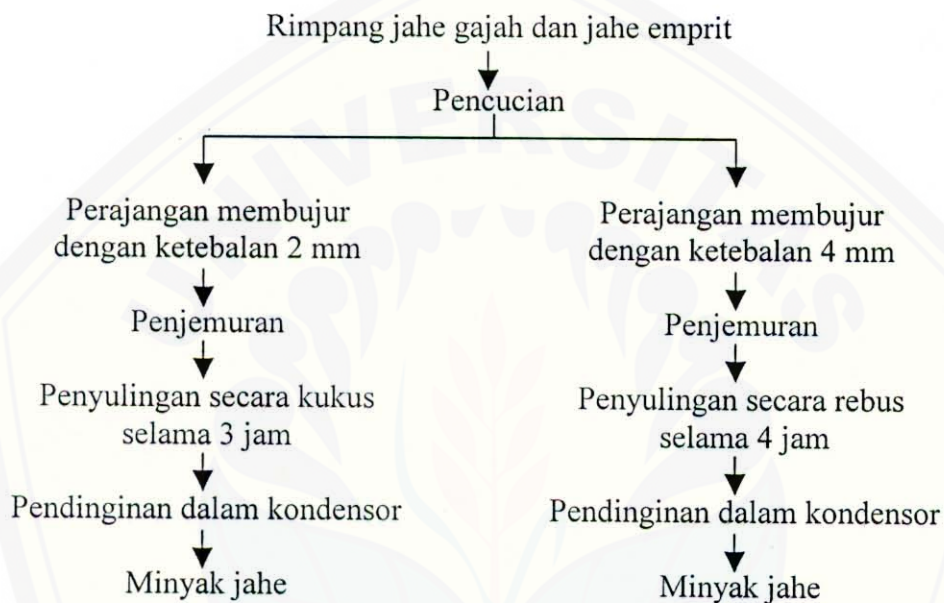 Rimpang jahe gajah dan jahe emprit
Pencucian
Perajangan membujur
dengan ketebalan 2 mm
Penjemuran
Penyulingan secara kukus
selama 3 jam
Pendinginan dalam kondensor
Minyak jahe
Perajangan membujur
dengan ketebalan 4 mm
Penjemuran
Penyulingan secara rebus
selama 4 jam
Pendinginan dalam kondensor
Minyak jahe
UNIVERSITAS